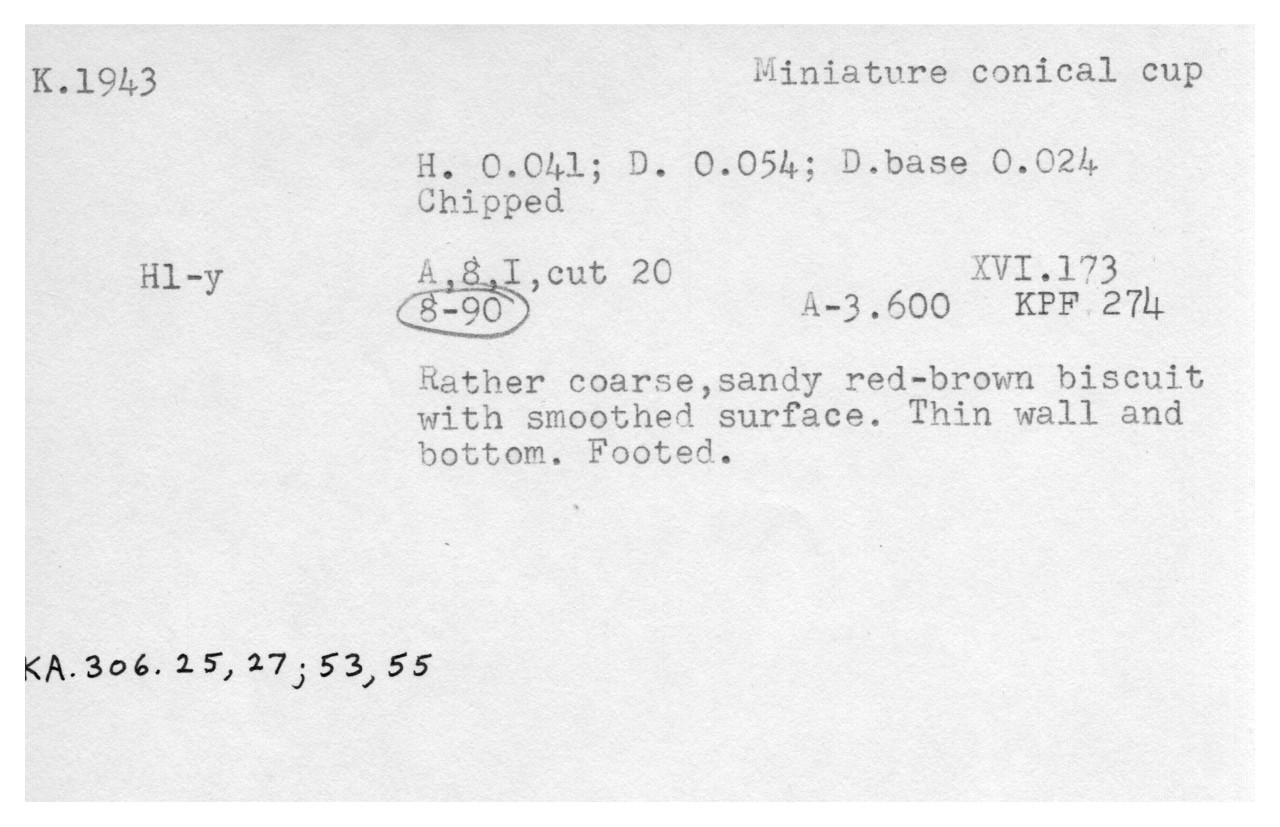 K.1943
Miniature conical cup
H. 0.041; D. 0.054; D.base 0.024
Chipped
H1-y
A,8,I,cut 20
XVI.173
8-90
A-3.600 KPF 274
Rather coarse,sandy red-brown biscuit
with smoothed surface. Thin wall and
bottom. Footed.
KA.306.25,27;53,55